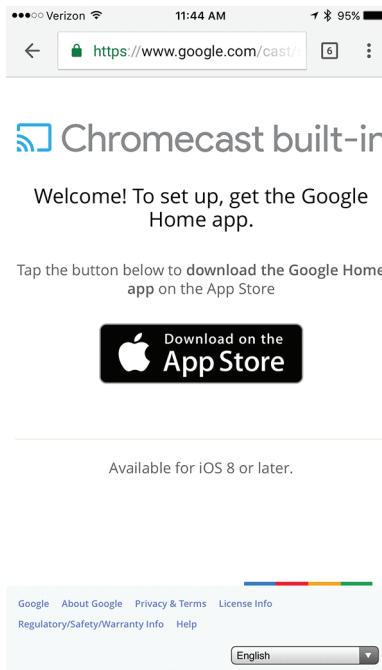 Verizon 11:44 AM 95%
https://www.google.com/cast/
6
Chromecast built-in
Welcome! To set up, get the Google
Home app.
Tap the button below to download the Google Home
app on the App Store
Download on the
App Store
Available for iOS 8 or later.
Google About Google Privacy & Terms License Info
Regulatory/Safety/Warranty Info Help
English